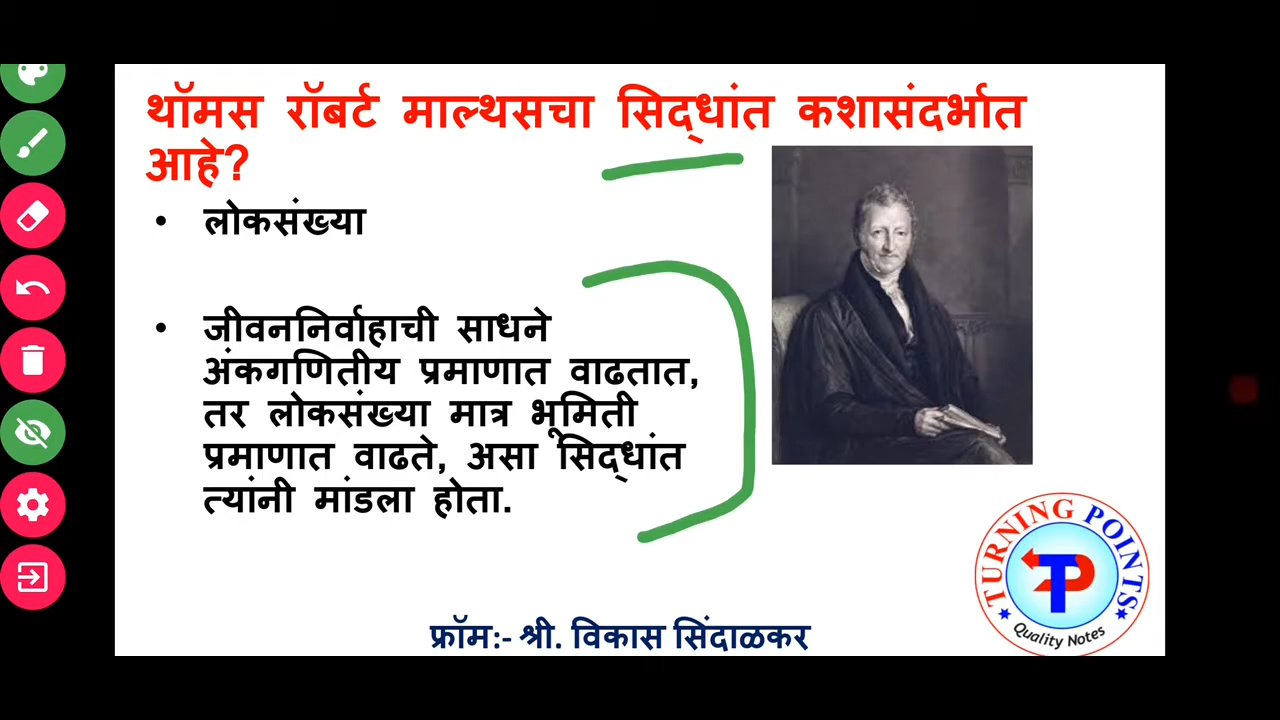 थॉमस रॉबर्ट माल्थसचा सिद्धांत कशासंदर्भात
आहे?
• लोकसंख्या
• जीवननिर्वाहाची साधने
अंकगणितीय प्रमाणात वाढतात,
तर लोकसंख्या मात्र भूमिती
प्रमाणात वाढते, असा सिद्धांत
त्यांनी मांडला होता.
TURNING POINTS
TP
Quality Notes
फ्रॉम:- श्री. विकास सिंदाळकर